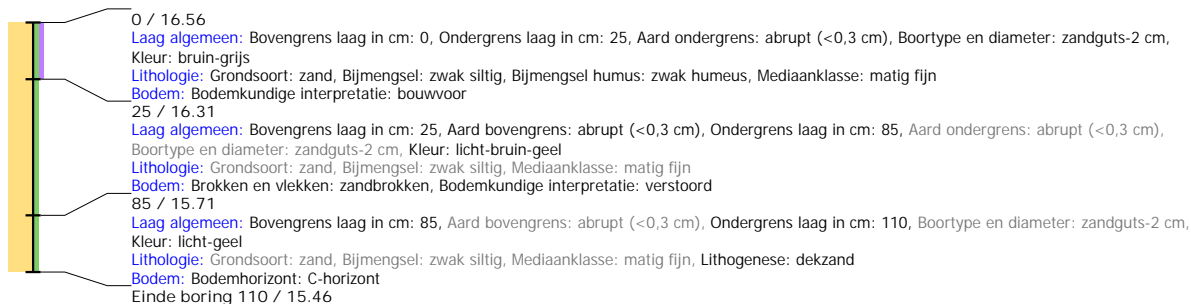 0 / 16.56
Laag algemeen: Bovengrens laag in cm: 0, Ondergrens laag in cm: 25, Aard ondergrens: abrupt (<0,3 cm), Boortype en diameter: zandguts-2 cm,
Kleur: bruin-grijs
Lithologie: Grondsoort: zand, Bijmengsel: zwak siltig, Bijmengsel humus: zwak humeus, Mediaanklasse: matig fijn
Bodem: Bodemkundige interpretatie: bouwvoor
25 / 16.31
Laag algemeen: Bovengrens laag in cm: 25, Aard bovengrens: abrupt (<0,3 cm), Ondergrens laag in cm: 85, Aard ondergrens: abrupt (<0,3 cm),
Boortype en diameter: zandguts-2 cm, Kleur: licht-bruin-geel
Lithologie: Grondsoort: zand, Bijmengsel: zwak siltig, Mediaanklasse: matig fijn
Bodem: Brokken en vlekken: zandbrokken, Bodemkundige interpretatie: verstoord
85 / 15.71
Laag algemeen: Bovengrens laag in cm: 85, Aard bovengrens: abrupt (<0,3 cm), Ondergrens laag in cm: 110, Boortype en diameter: zandguts-2 cm,
Kleur: licht-geel
Lithologie: Grondsoort: zand, Bijmengsel: zwak siltig, Mediaanklasse: matig fijn, Lithogenese: dekzand
Bodem: Bodemhorizont: C-horizont
Einde boring 110 / 15.46